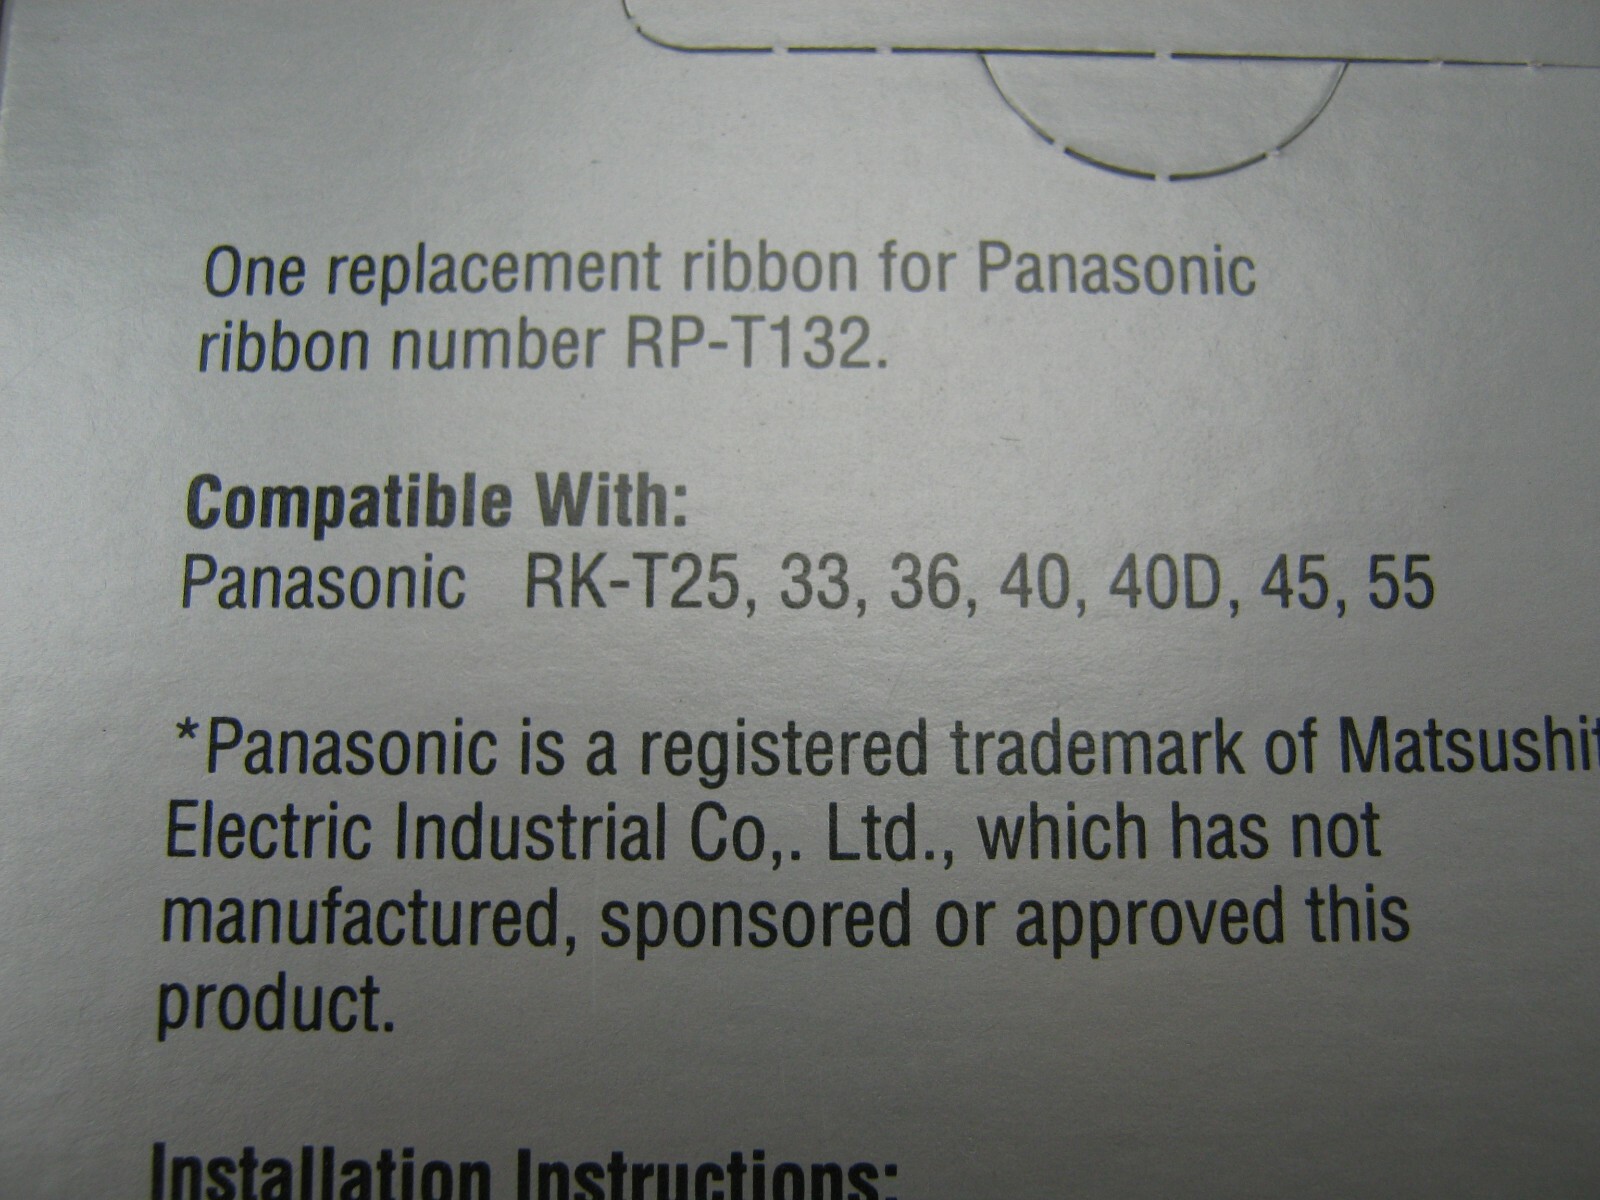 One replacement ribbon for Panasonic
ribbon number RP-T132.
Compatible With:
Panasonic RK-T25, 33, 36, 40, 40D, 45, 55
*Panasonic is a registered trademark of Matsushit
Electric Industrial Co,. Ltd., which has not
manufactured, sponsored or approved this
product.
Installation Instructions: